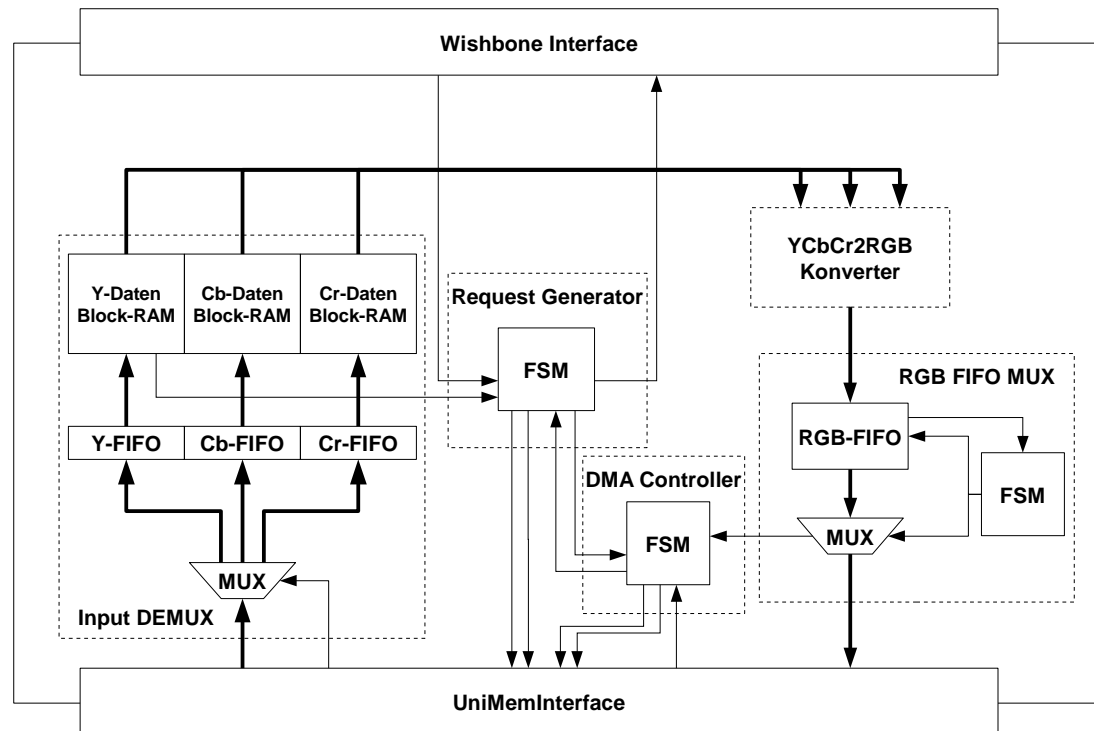 Wishbone Interface
YCbCr2RGB
Konverter
Y-Daten
Block-RAM
Cb-Daten
Block-RAM
Cr-Daten
Block-RAM
Request Generator
FSM
RGB FIFO MUX
RGB-FIFO
FSM
MUX
Y-FIFO
Cb-FIFO
Cr-FIFO
DMA Controller
FSM
MUX
Input DEMUX
UniMemInterface